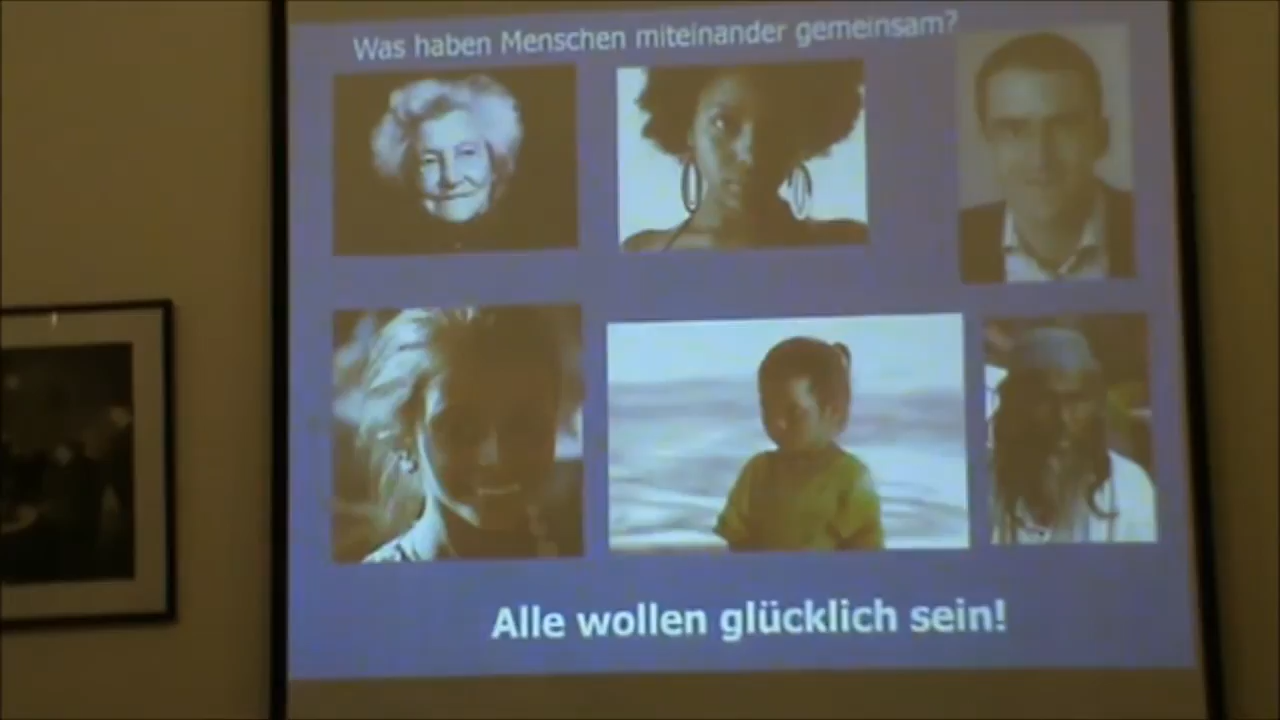 Was haben Menschen miteinander gemeinsam?
Alle wollen glücklich sein!